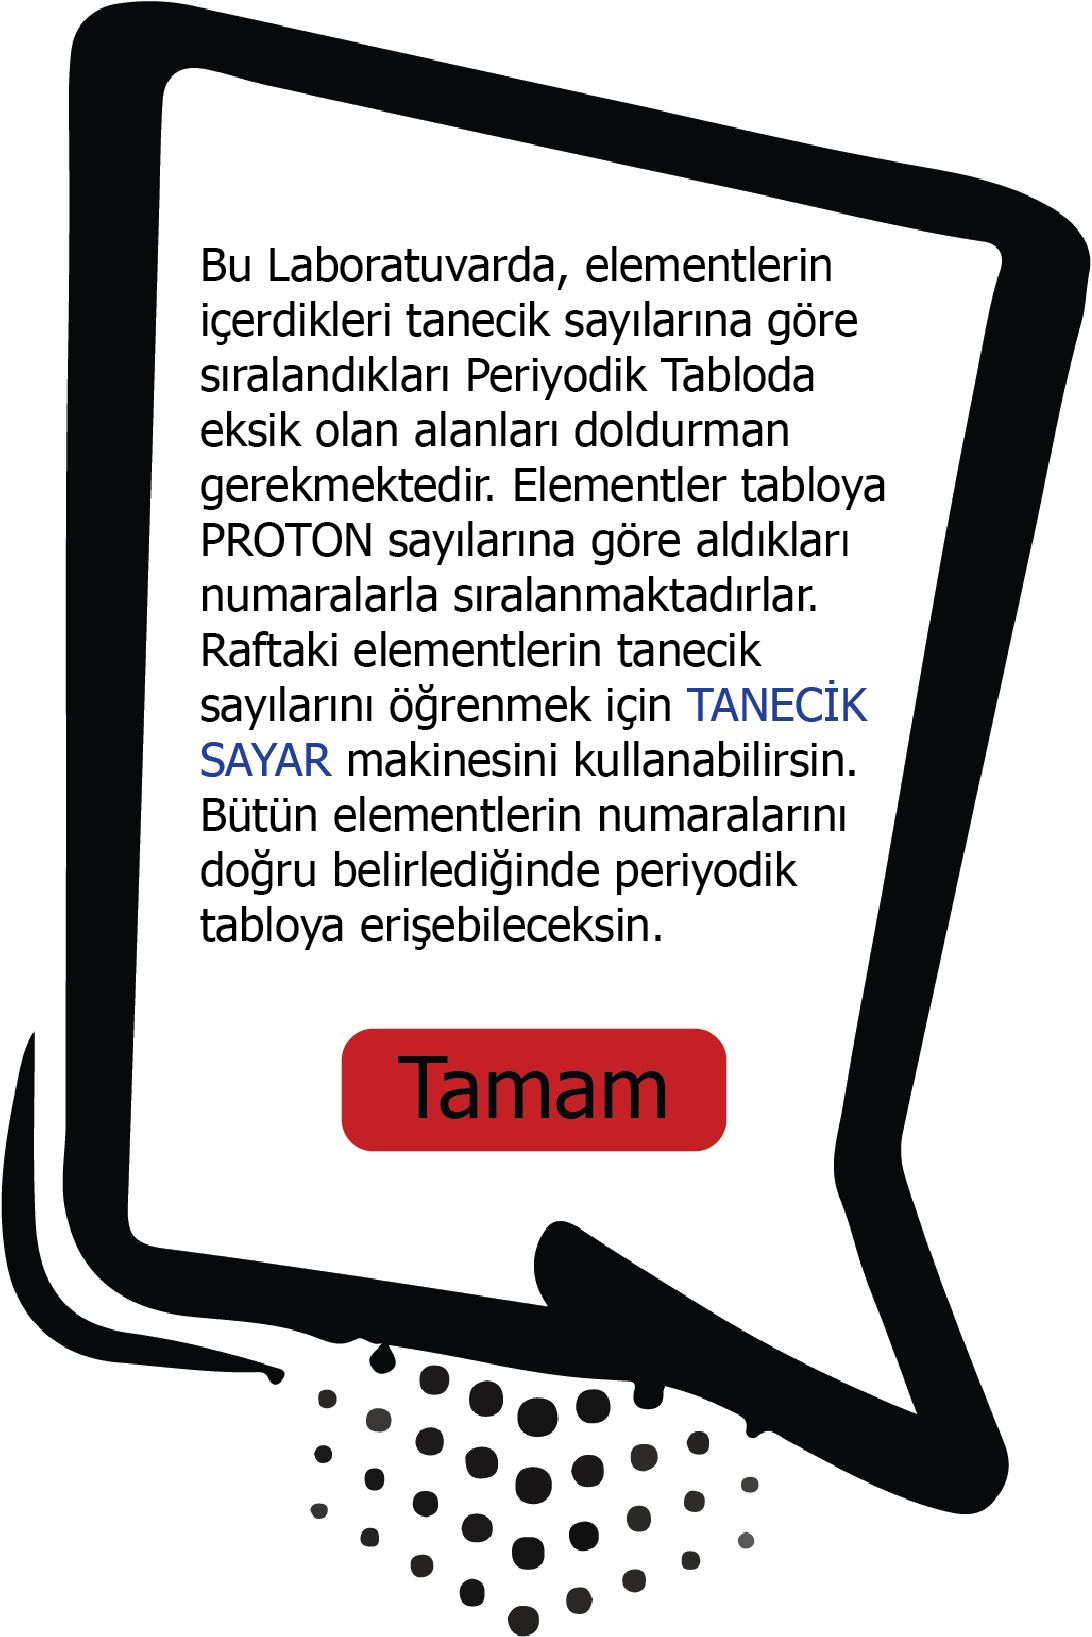 Bu Laboratuvarda, elementlerin
içerdikleri tanecik sayılarına göre
sıralandıkları Periyodik Tabloda
eksik olan alanları doldurman
gerekmektedir. Elementler tabloya
PROTON sayılarına göre aldıkları
numaralarla sıralanmaktadırlar.
Raftaki elementlerin tanecik
sayılarını öğrenmek için TANECİK
SAYAR makinesini kullanabilirsin.
Bütün elementlerin numaralarını
doğru belirlediğinde periyodik
tabloya erişebileceksin.
Tamam